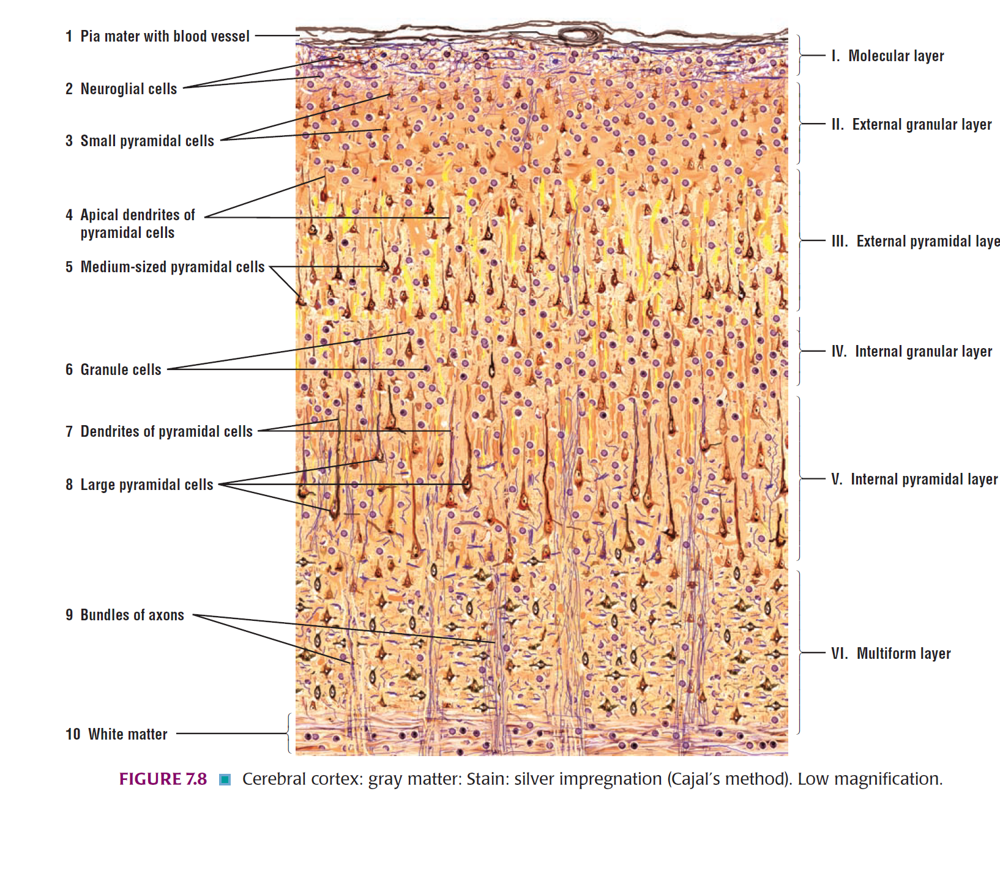 1 Pia mater with blood vessel
2 Neuroglial cells
3 Small pyramidal cells
4 Apical dendrites of
pyramidal cells
5 Medium-sized pyramidal cells
6 Granule cells
7 Dendrites of pyramidal cells
8 Large pyramidal cells
9 Bundles of axons
10 White matter
I. Molecular layer
II. External granular layer
III. External pyramidal laye
IV. Internal granular layer
V. Internal pyramidal layer
VI. Multiform layer
FIGURE 7.8 Cerebral cortex: gray matter: Stain: silver impregnation (Cajal's method). Low magnification.